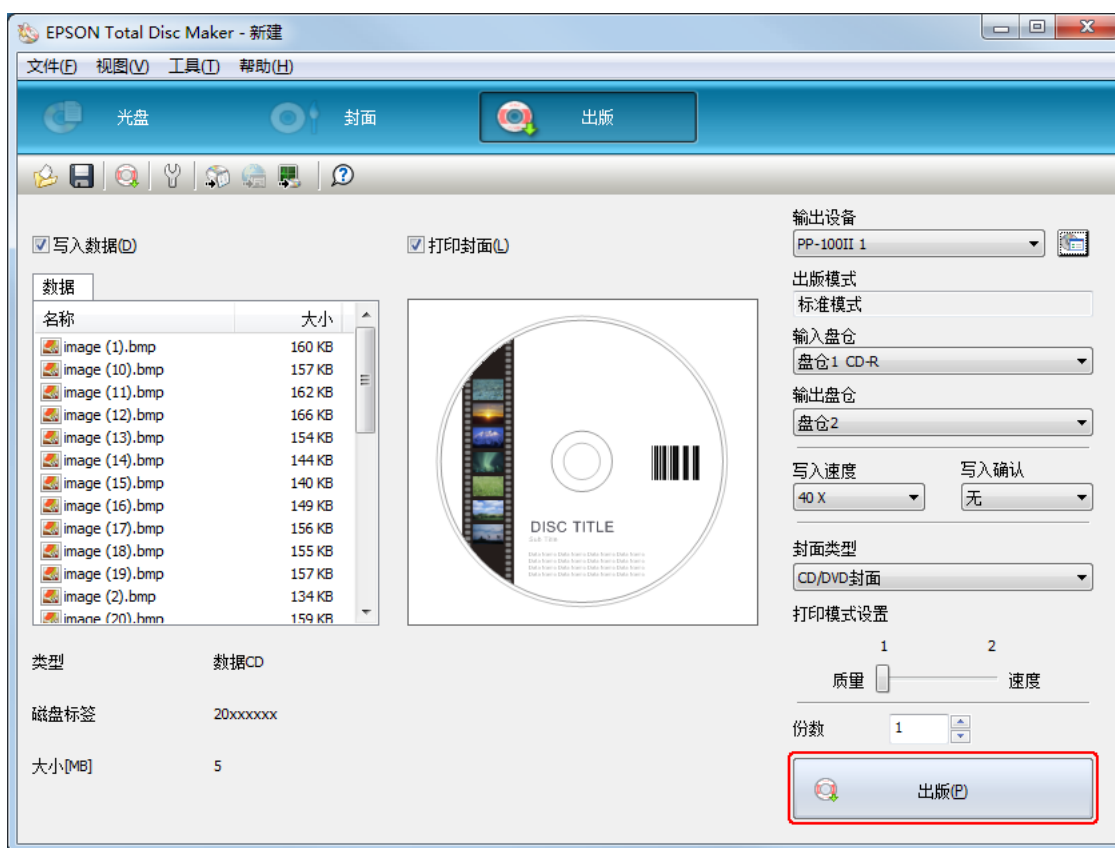 EPSON Total Disc Maker - 新建
文件(F) 视图(V) 工具(T) 帮助(H)
光盘 封面 出版
写入数据(D)
数据
名称 大小
image (1).bmp 160 KB
image (10).bmp 157 KB
image (11).bmp 162 KB
image (12).bmp 166 KB
image (13).bmp 154 KB
image (14).bmp 144 KB
image (15).bmp 140 KB
image (16).bmp 149 KB
image (17).bmp 156 KB
image (18).bmp 155 KB
image (19).bmp 157 KB
image (2).bmp 134 KB
image (20).bmp 159 KB
类型 数据CD
磁盘标签 20xxxxxx
大小[MB] 5
打印封面(L)
DISC TITLE
Sub Title
输出设备
PP-100II 1
出版模式
标准模式
输入盘仓
盘仓1 CD-R
输出盘仓
盘仓2
写入速度 写入确认
40 X 无
封面类型
CD/DVD封面
打印模式设置
1 2
质量 速度
份数 1
出版(P)